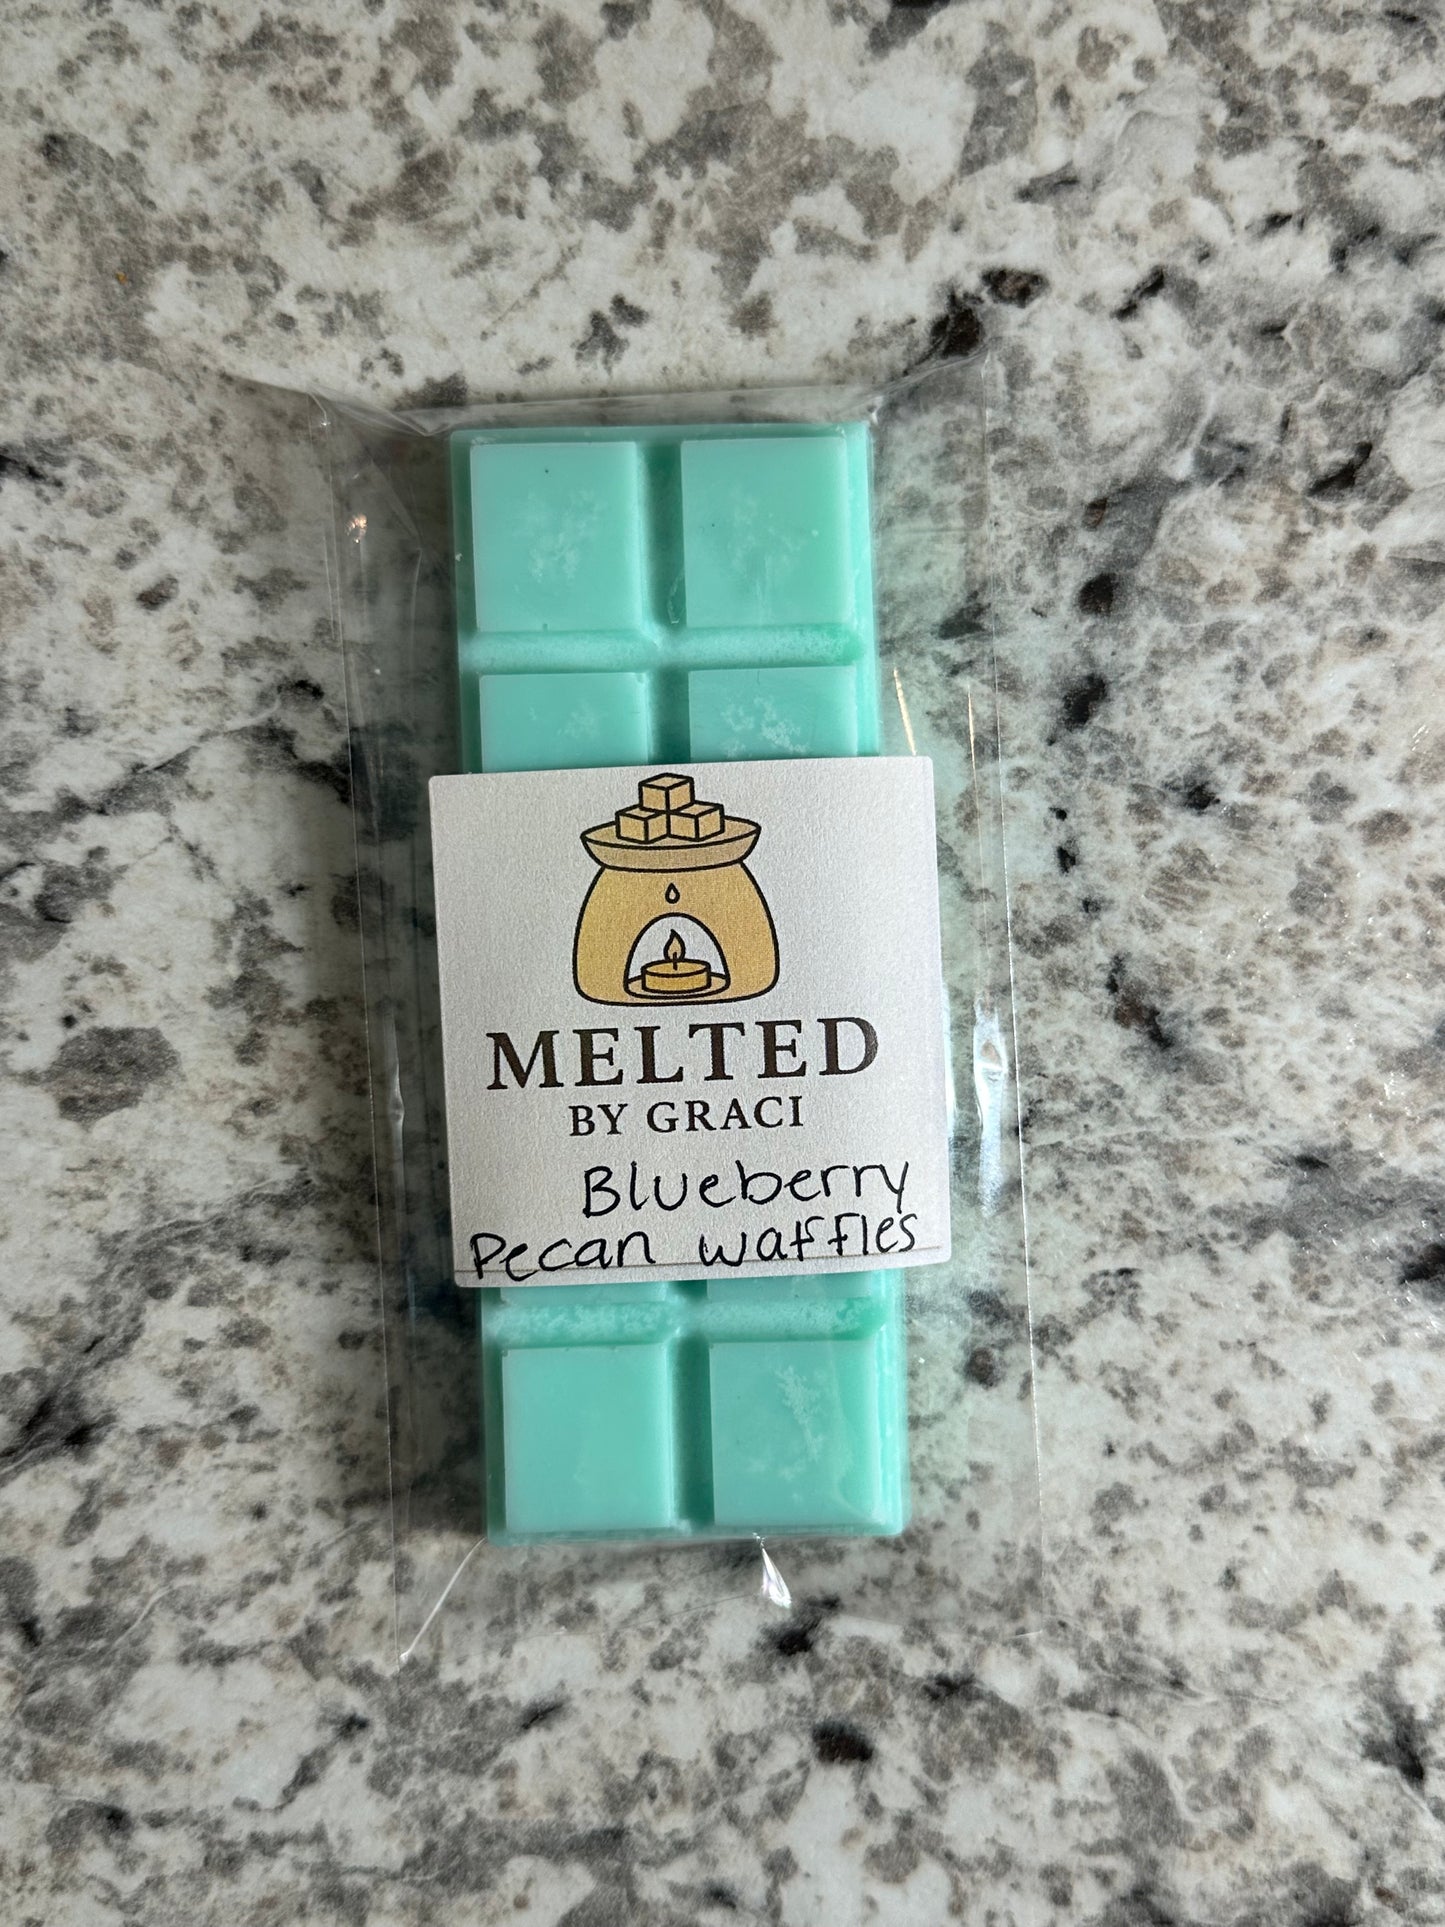 MELTED
BY GRACI
Blueberry
Pecan waffles